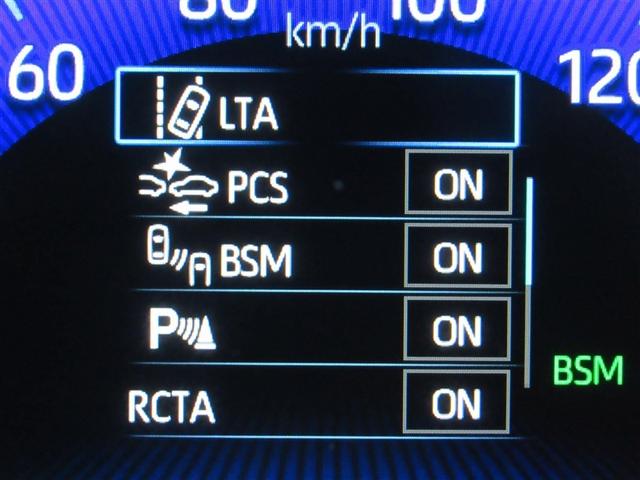 80
100
km/h
60
120
LTA
PCS ON
BSM ON
P ON
BSM
RCTA ON